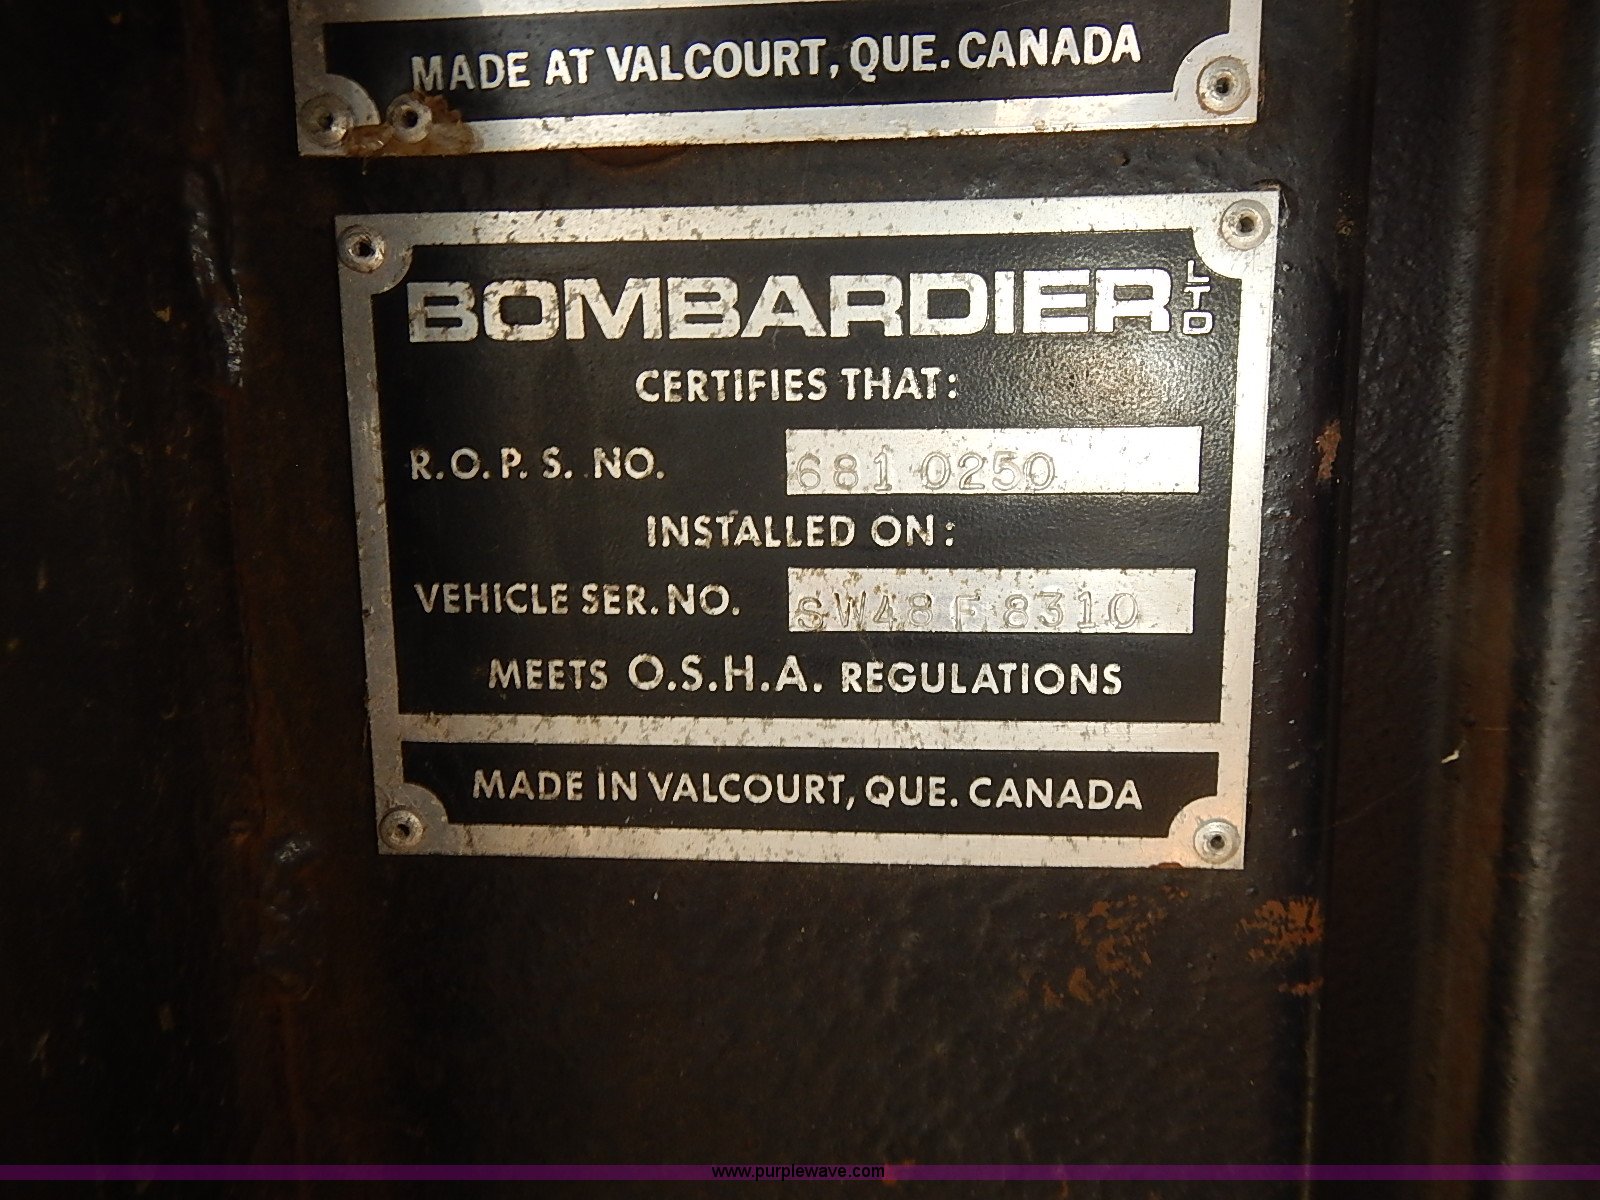 MADE AT VALCOURT, QUE. CANADA
BOMBARDIER LTD
CERTIFIES THAT:
R.O.P.S. NO. 681 0250
INSTALLED ON:
VEHICLE SER. NO. SW48 F 8310
MEETS O.S.H.A. REGULATIONS
MADE IN VALCOURT, QUE. CANADA
www.purplewave.com